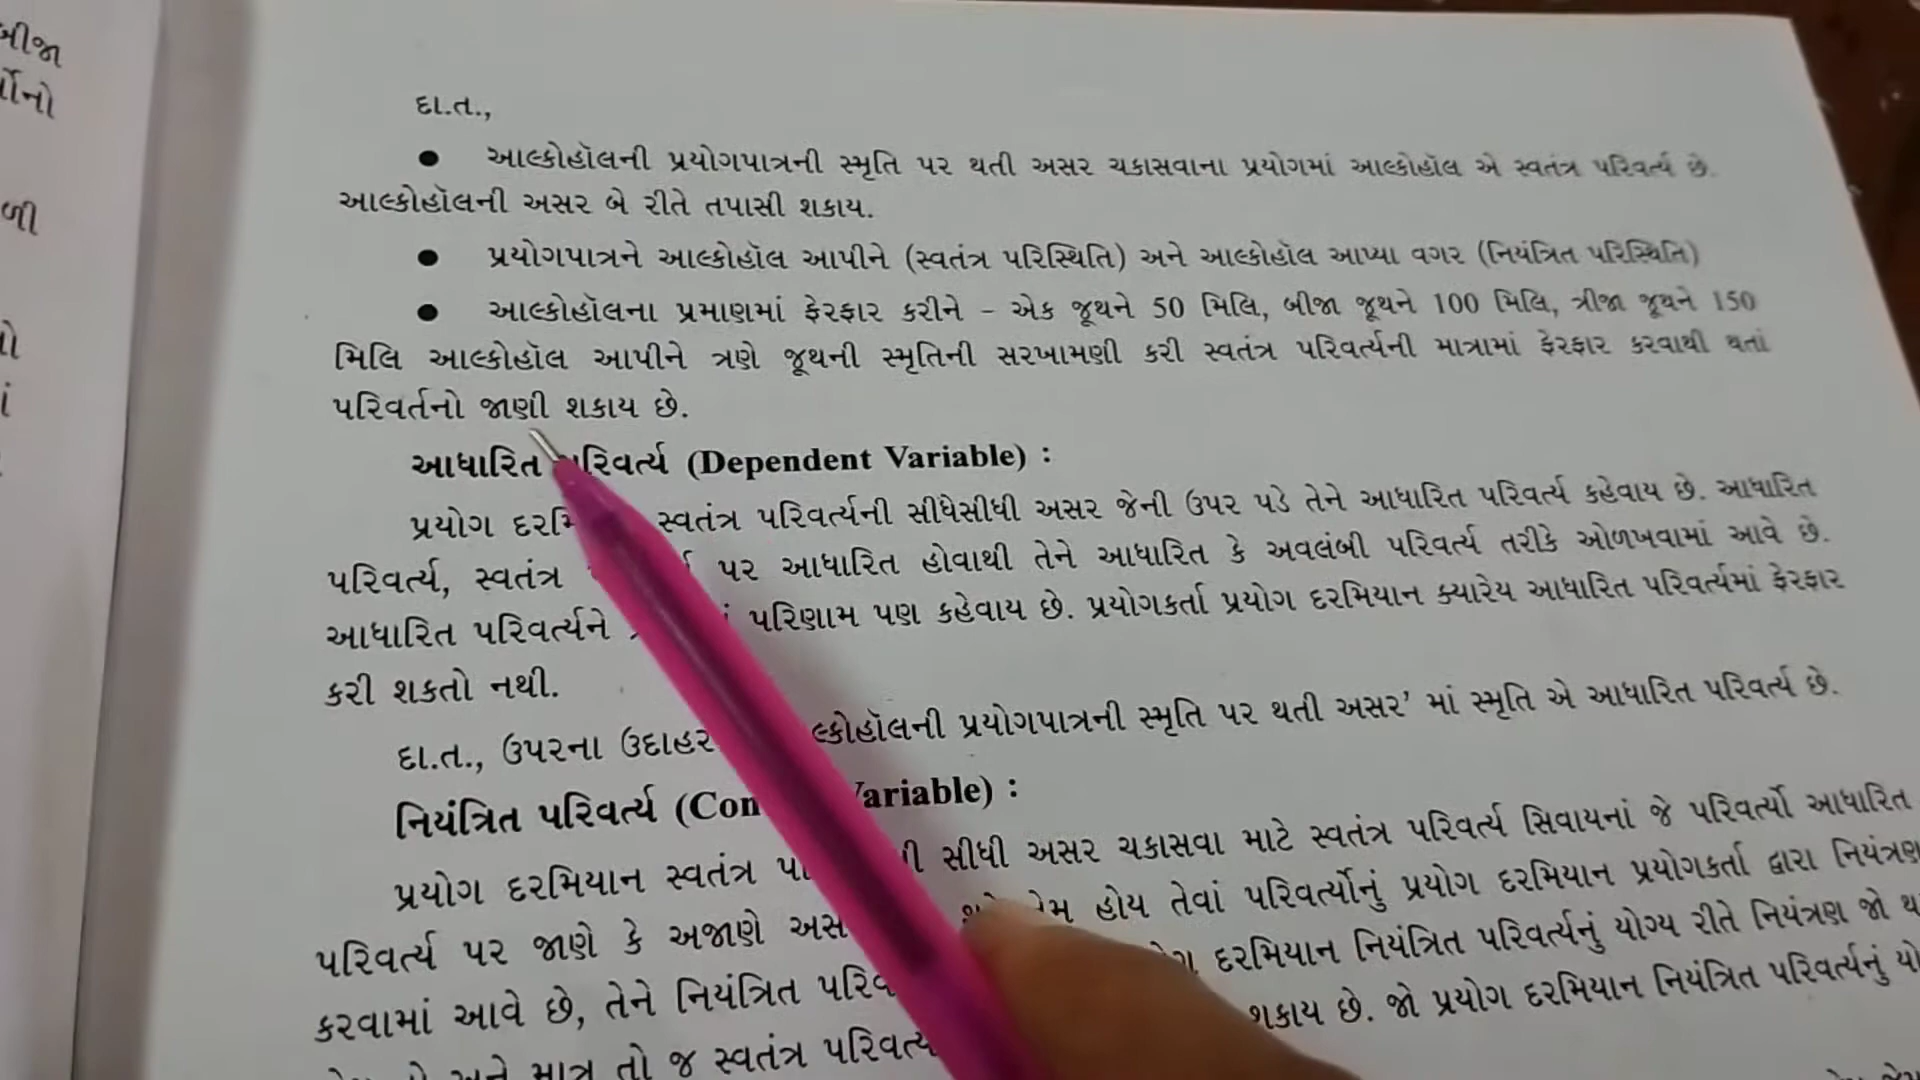 બીજા
ર્યોનો
ળી
દા.ત.,
● આલ્કોહૉલની પ્રયોગપાત્રની સ્મૃતિ પર થતી અસર ચકાસવાના પ્રયોગમાં આલ્કોહૉલ એ સ્વતંત્ર પરિવર્ત્ય છે.
આલ્કોહૉલની અસર બે રીતે તપાસી શકાય.
● પ્રયોગપાત્રને આલ્કોહૉલ આપીને (સ્વતંત્ર પરિસ્થિતિ) અને આલ્કોહૉલ આપ્યા વગર (નિયંત્રિત પરિસ્થિતિ)
● આલ્કોહૉલના પ્રમાણમાં ફેરફાર કરીને - એક જૂથને 50 મિલિ, બીજા જૂથને 100 મિલિ, ત્રીજા જૂથને 150
મિલિ આલ્કોહૉલ આપીને ત્રણે જૂથની સ્મૃતિની સરખામણી કરી સ્વતંત્ર પરિવર્ત્યની માત્રામાં ફેરફાર કરવાથી થતાં
પરિવર્તનો જાણી શકાય છે.
આધારિત પરિવર્ત્ય (Dependent Variable) :
પ્રયોગ દરમિ સ્વતંત્ર પરિવર્ત્યની સીધેસીધી અસર જેની ઉપર પડે તેને આધારિત પરિવર્ત્ય કહેવાય છે. આધારિત
પરિવર્ત્ય, સ્વતંત્ર પર આધારિત હોવાથી તેને આધારિત કે અવલંબી પરિવર્ત્ય તરીકે ઓળખવામાં આવે છે.
આધારિત પરિવર્ત્યને પરિણામ પણ કહેવાય છે. પ્રયોગકર્તા પ્રયોગ દરમિયાન ક્યારેય આધારિત પરિવર્ત્યમાં ફેરફાર
કરી શકતો નથી.
દા.ત., ઉપરના ઉદાહર લ્કોહૉલની પ્રયોગપાત્રની સ્મૃતિ પર થતી અસર' માં સ્મૃતિ એ આધારિત પરિવર્ત્ય છે.
નિયંત્રિત પરિવર્ત્ય (Con Variable) :
પ્રયોગ દરમિયાન સ્વતંત્ર સીધી અસર ચકાસવા માટે સ્વતંત્ર પરિવર્ત્ય સિવાયનાં જે પરિવર્ત્યો આધારિત
પરિવર્ત્ય પર જાણે કે અજાણે અસ હોય તેવાં પરિવર્ત્યોનું પ્રયોગ દરમિયાન પ્રયોગકર્તા દ્વારા નિયંત્રણ
કરવામાં આવે છે, તેને નિયંત્રિત પરિવ દરમિયાન નિયંત્રિત પરિવર્ત્યનું યોગ્ય રીતે નિયંત્રણ જો થ
અને માત્ર તો જ સ્વતંત્ર પરિવર્ત્ય શકાય છે. જો પ્રયોગ દરમિયાન નિયંત્રિત પરિવર્ત્યનું યો